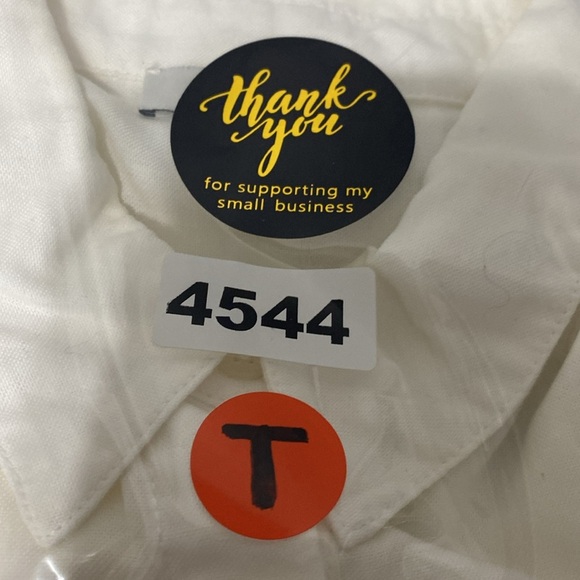 thank
you
for supporting my
small business
4544
T